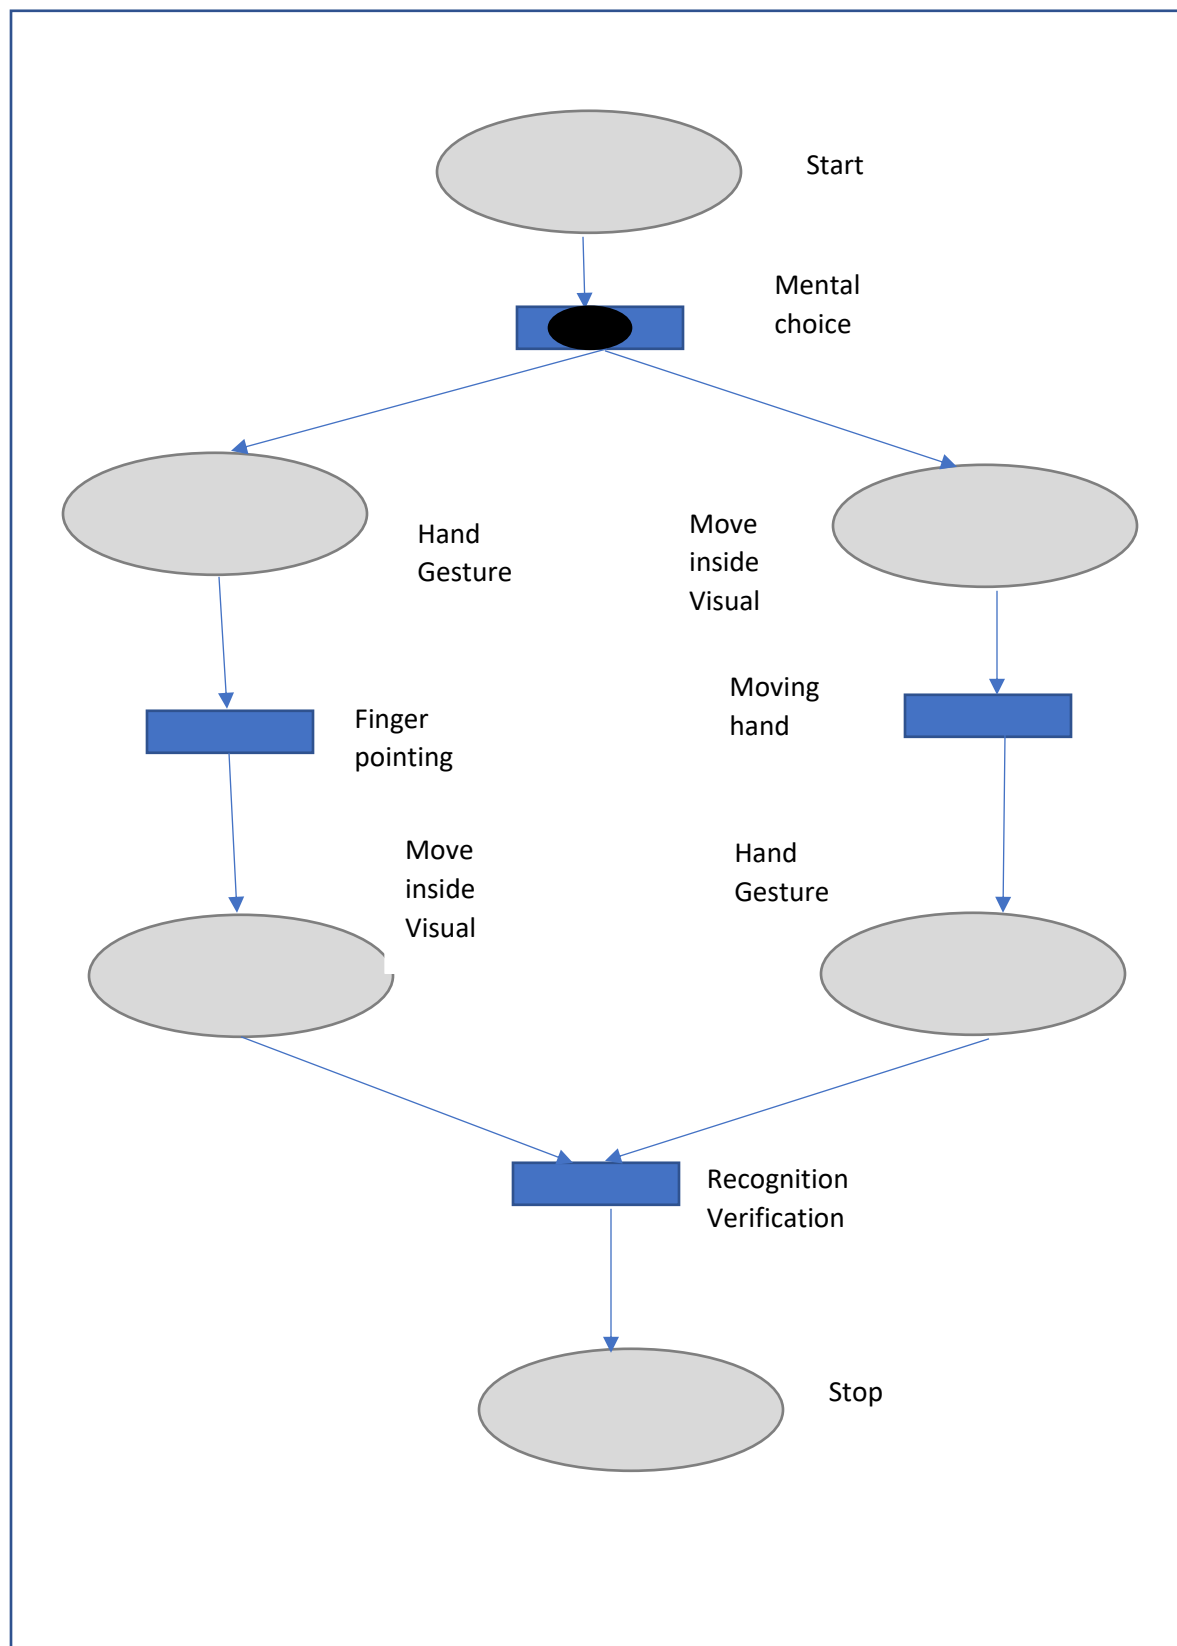 Start
Mental
choice
Hand
Gesture
Move
inside
Visual
Finger
pointing
Moving
hand
Move
inside
Visual
Hand
Gesture
Recognition
Verification
Stop